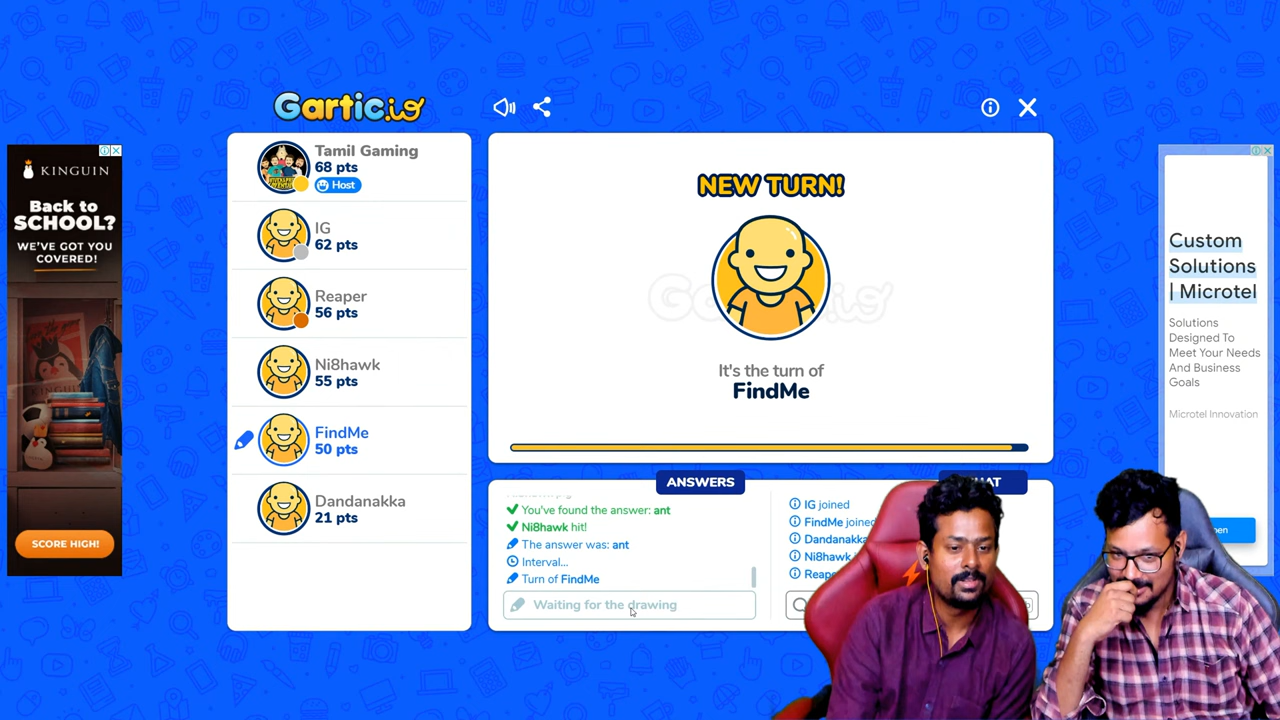 Gartic.io
KINGUIN
Back to
SCHOOL?
WE'VE GOT YOU
COVERED!
SCORE HIGH!
Tamil Gaming
68 pts
Host
IG
62 pts
Reaper
56 pts
Ni8hawk
55 pts
FindMe
50 pts
Dandanakka
21 pts
NEW TURN!
It's the turn of
FindMe
ANSWERS
You've found the answer: ant
Ni8hawk hit!
The answer was: ant
Interval...
Turn of FindMe
Waiting for the drawing
IG joined
FindMe joined
Dandanakka
Ni8hawk
Reaper
Custom
Solutions
| Microtel
Solutions
Designed To
Meet Your Needs
And Business
Goals
Microtel Innovation